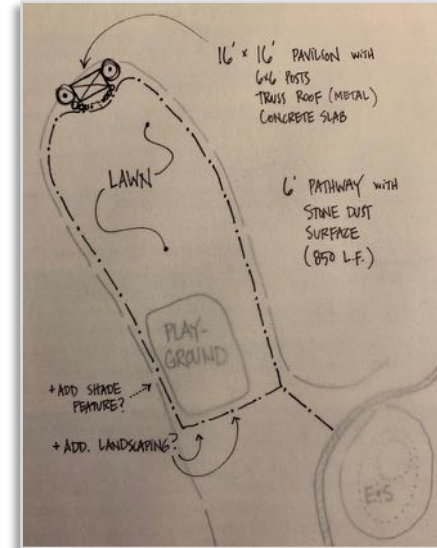 16' x 16' PAVILION WITH
6x6 POSTS
TRUSS ROOF (METAL)
CONCRETE SLAB
LAWN
6' PATHWAY WITH
STONE DUST
SURFACE
(850 L.F.)
PLAY-
GROUND
+ ADD SHADE
FEATURE?
+ ADD. LANDSCAPING?
E+S